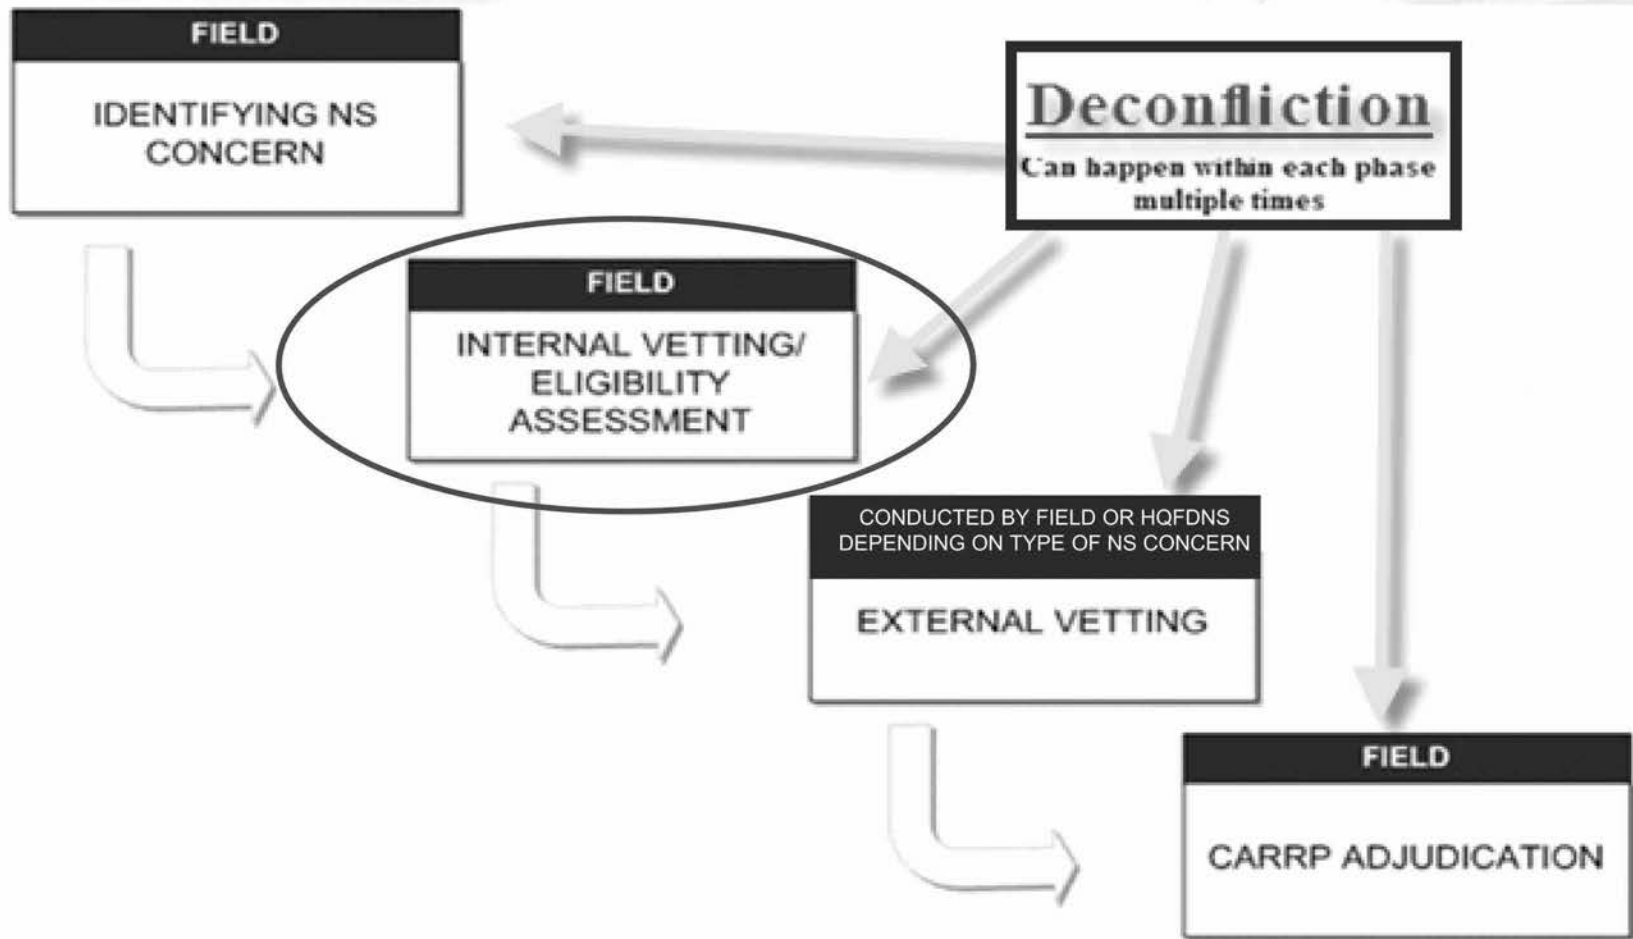 FIELD
IDENTIFYING NS
CONCERN
Deconfliction
Can happen within each phase
multiple times
FIELD
INTERNAL VETTING/
ELIGIBILITY
ASSESSMENT
CONDUCTED BY FIELD OR HQFDNS
DEPENDING ON TYPE OF NS CONCERN
EXTERNAL VETTING
FIELD
CARRP ADJUDICATION